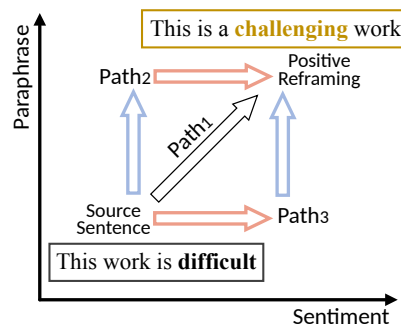 This is a challenging work
Paraphrase
Path2
Positive
Reframing
Path1
Source
Sentence
Path3
This work is difficult
Sentiment